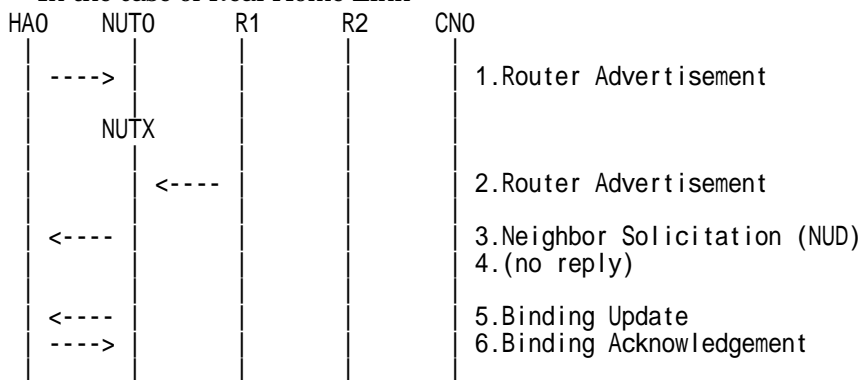 In the case of Real Home Link
HA0 NUT0 R1 R2 CN0
----> 1.Router Advertisement
NUTX
<---- 2.Router Advertisement
<---- 3.Neighbor Solicitation (NUD)
4.(no reply)
<---- 5.Binding Update
----> 6.Binding Acknowledgement